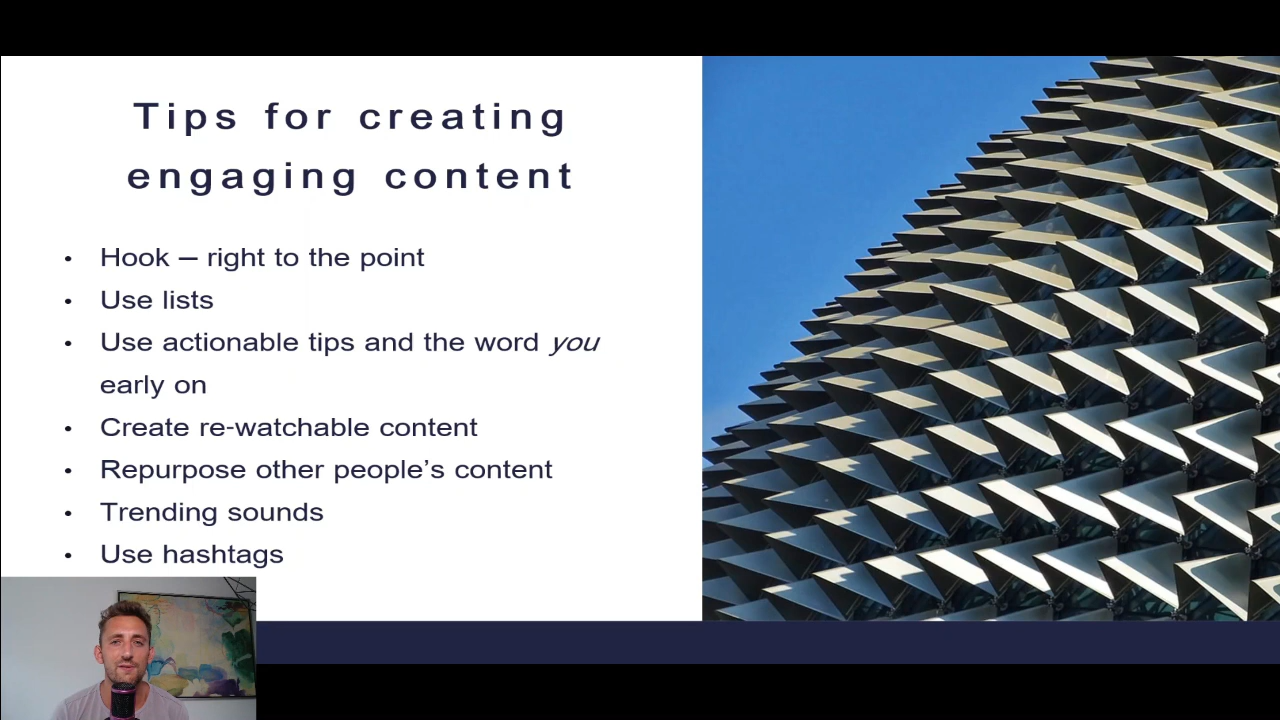 Tips for creating
engaging content
• Hook – right to the point
• Use lists
• Use actionable tips and the word you
early on
• Create re-watchable content
• Repurpose other people’s content
• Trending sounds
• Use hashtags